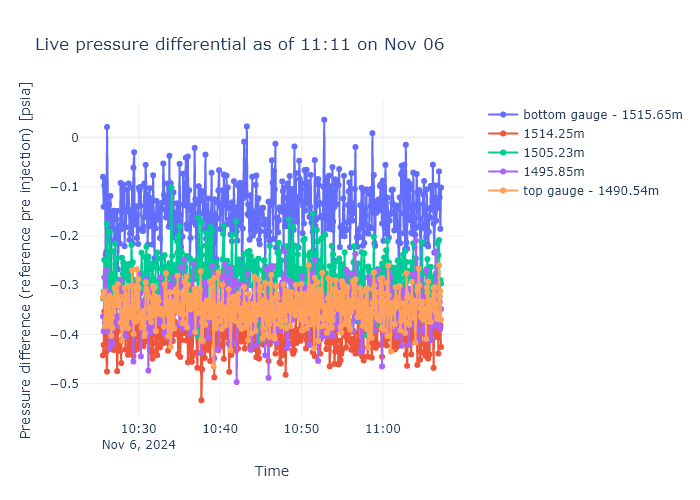 Live pressure differential as of 11:11 on Nov 06
Pressure difference (reference pre injection) [psia]
0
−0.1
−0.2
−0.3
−0.4
−0.5
10:30
Nov 6, 2024
10:40
10:50
11:00
Time
bottom gauge - 1515.65m
1514.25m
1505.23m
1495.85m
top gauge - 1490.54m